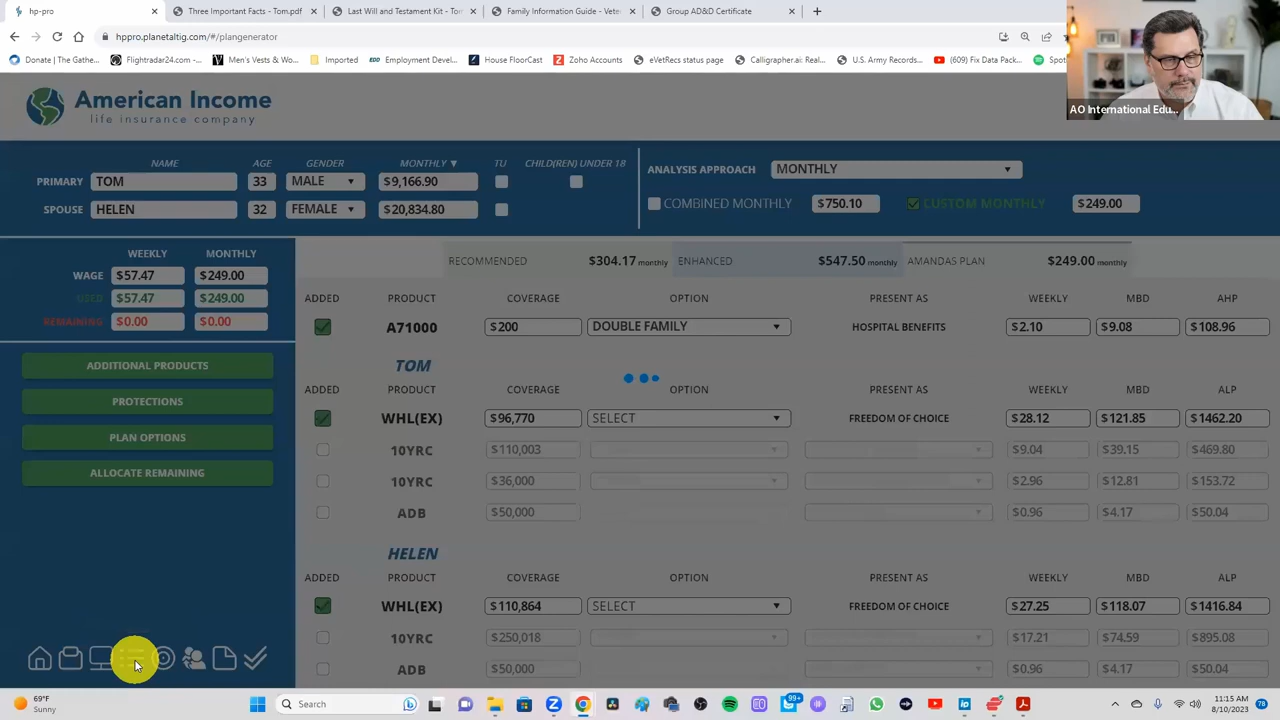 hp-pro
Three Important Facts - Tom.pdf
Last Will and Testament Kit - To
Family Information Guide - Vete
Group AD&D Certificate
hppro.planetaltig.com/#/plangenerator
Donate | The Gathe...
Flightradar24.com -...
Men's Vests & Wo...
Imported
Employment Devel...
House FloorCast
Zoho Accounts
eVetRecs status page
Calligrapher.ai: Real...
U.S. Army Records...
(609) Fix Data Pack...
Spot
AO International Edu...
American Income
life insurance company
NAME AGE GENDER MONTHLY ▼ TU CHILD(REN) UNDER 18
PRIMARY TOM 33 MALE $9,166.90
SPOUSE HELEN 32 FEMALE $20,834.80
ANALYSIS APPROACH MONTHLY
COMBINED MONTHLY $750.10 CUSTOM MONTHLY $249.00
WEEKLY MONTHLY
WAGE $57.47 $249.00
USED $57.47 $249.00
REMAINING $0.00 $0.00
ADDITIONAL PRODUCTS
PROTECTIONS
PLAN OPTIONS
ALLOCATE REMAINING
RECOMMENDED $304.17 monthly ENHANCED $547.50 monthly AMANDAS PLAN $249.00 monthly
ADDED PRODUCT COVERAGE OPTION PRESENT AS WEEKLY MBD AHP
A71000 $200 DOUBLE FAMILY HOSPITAL BENEFITS $2.10 $9.08 $108.96
TOM
ADDED PRODUCT COVERAGE OPTION PRESENT AS WEEKLY MBD ALP
WHL(EX) $96,770 SELECT FREEDOM OF CHOICE $28.12 $121.85 $1462.20
10YRC $110,003 $9.04 $39.15 $469.80
10YRC $36,000 $2.96 $12.81 $153.72
ADB $50,000 $0.96 $4.17 $50.04
HELEN
ADDED PRODUCT COVERAGE OPTION PRESENT AS WEEKLY MBD ALP
WHL(EX) $110,864 SELECT FREEDOM OF CHOICE $27.25 $118.07 $1416.84
10YRC $250,018 $17.21 $74.59 $895.08
ADB $50,000 $0.96 $4.17 $50.04
69°F
Sunny
Search
99+
11:15 AM
8/10/2023
78